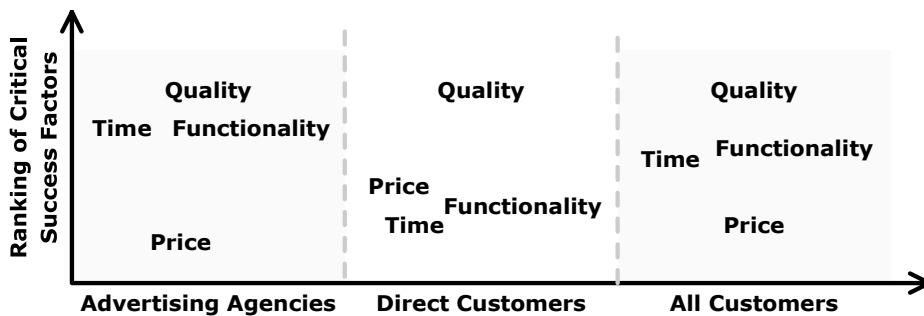 Ranking of Critical
Success Factors
Quality
Time Functionality
Price
Quality
Price
Functionality
Time
Quality
Functionality
Time
Price
Advertising Agencies
Direct Customers
All Customers